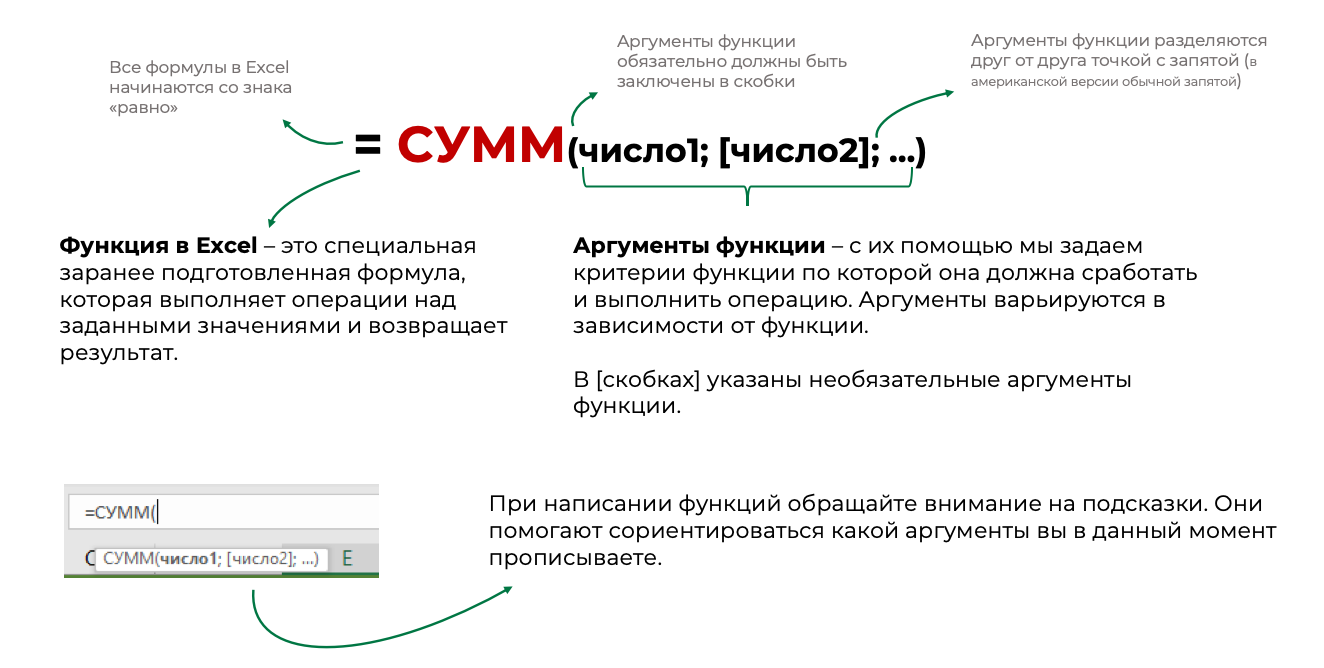 Все формулы в Excel
начинаются со знака
«равно»
Аргументы функции
обязательно должны быть
заключены в скобки
Аргументы функции разделяются
друг от друга точкой с запятой (в
американской версии обычной запятой)
= СУММ(число1; [число2]; ...)
Функция в Excel – это специальная
заранее подготовленная формула,
которая выполняет операции над
заданными значениями и возвращает
результат.
Аргументы функции – с их помощью мы задаем
критерии функции по которой она должна сработать
и выполнить операцию. Аргументы варьируются в
зависимости от функции.
В [скобках] указаны необязательные аргументы
функции.
=СУММ(
C
СУММ(число1; [число2]; ...)
E
При написании функций обращайте внимание на подсказки. Они
помогают сориентироваться какой аргументы вы в данный момент
прописываете.